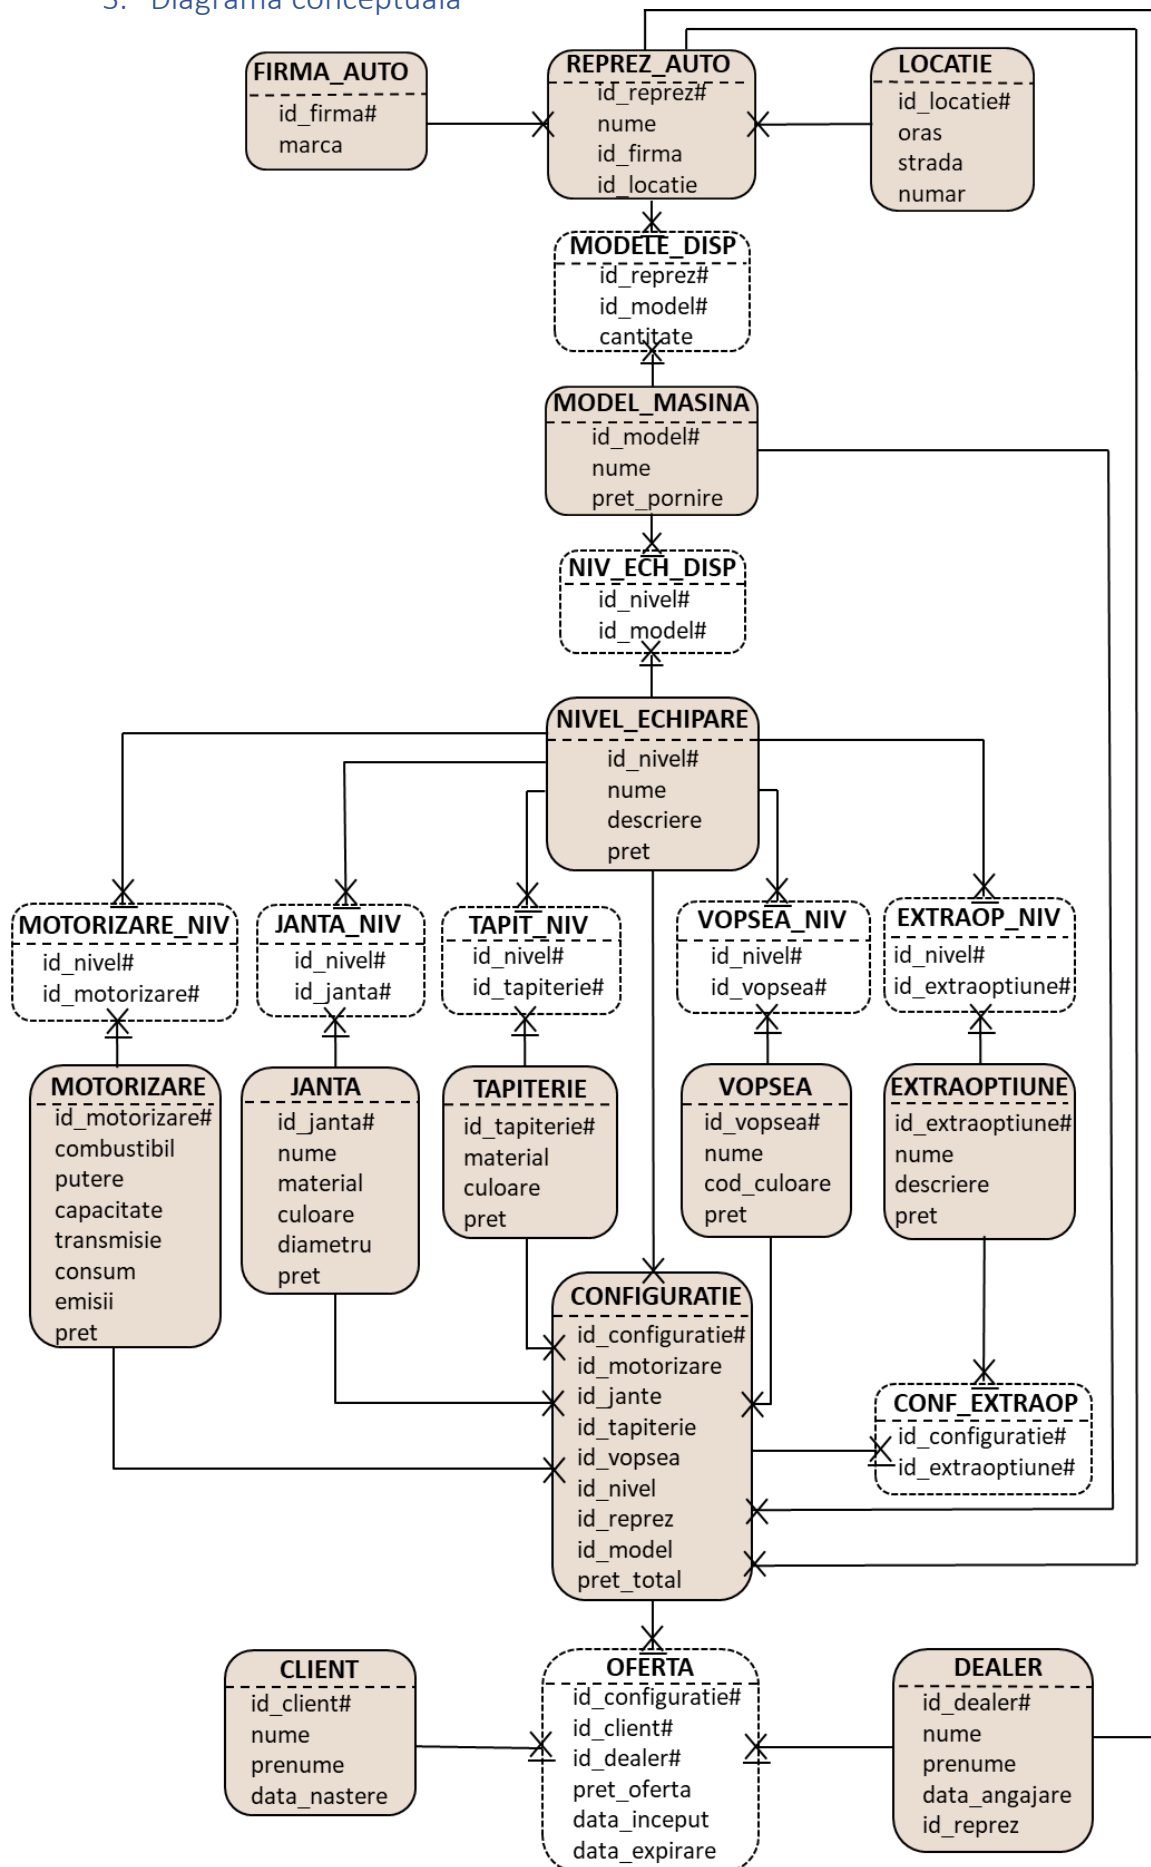 3. Diagrama conceptuală
FIRMA_AUTO
id_firma#
marca
REPREZ_AUTO
id_reprez#
nume
id_firma
id_locatie
LOCATIE
id_locatie#
oras
strada
numar
MODELE_DISP
id_reprez#
id_model#
cantitate
MODEL_MASINA
id_model#
nume
pret_pornire
NIV_ECH_DISP
id_nivel#
id_model#
NIVEL_ECHIPARE
id_nivel#
nume
descriere
pret
MOTORIZARE_NIV
id_nivel#
id_motorizare#
JANTA_NIV
id_nivel#
id_janta#
TAPIT_NIV
id_nivel#
id_tapiterie#
VOPSEA_NIV
id_nivel#
id_vopsea#
EXTRAOP_NIV
id_nivel#
id_extraoptiune#
MOTORIZARE
id_motorizare#
combustibil
putere
capacitate
transmisie
consum
emisii
pret
JANTA
id_janta#
nume
material
culoare
diametru
pret
TAPITERIE
id_tapiterie#
material
culoare
pret
VOPSEA
id_vopsea#
nume
cod_culoare
pret
EXTRAOPTIUNE
id_extraoptiune#
nume
descriere
pret
CONFIGURATIE
id_configuratie#
id_motorizare
id_jante
id_tapiterie
id_vopsea
id_nivel
id_reprez
id_model
pret_total
CONF_EXTRAOP
id_configuratie#
id_extraoptiune#
CLIENT
id_client#
nume
prenume
data_nastere
OFERTA
id_configuratie#
id_client#
id_dealer#
pret_oferta
data_inceput
data_expirare
DEALER
id_dealer#
nume
prenume
data_angajare
id_reprez